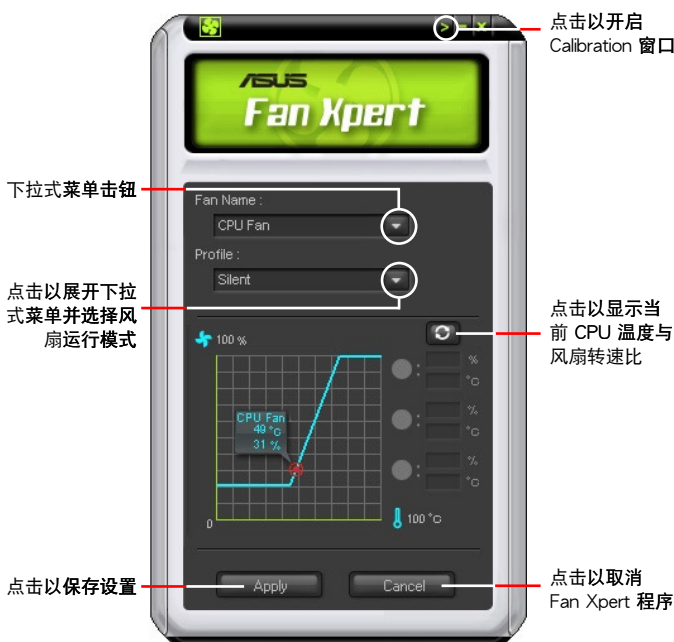 点击以开启
Calibration 窗口
ASUS
Fan Xpert
下拉式菜单击钮
Fan Name :
CPU Fan
Profile :
Silent
点击以展开下拉
式菜单并选择风
扇运行模式
点击以显示当
前 CPU 温度与
风扇转速比
100 %
%
°C
%
°C
%
°C
CPU Fan
49 °C
31 %
0
100 °C
点击以保存设置
Apply
Cancel
点击以取消
Fan Xpert 程序